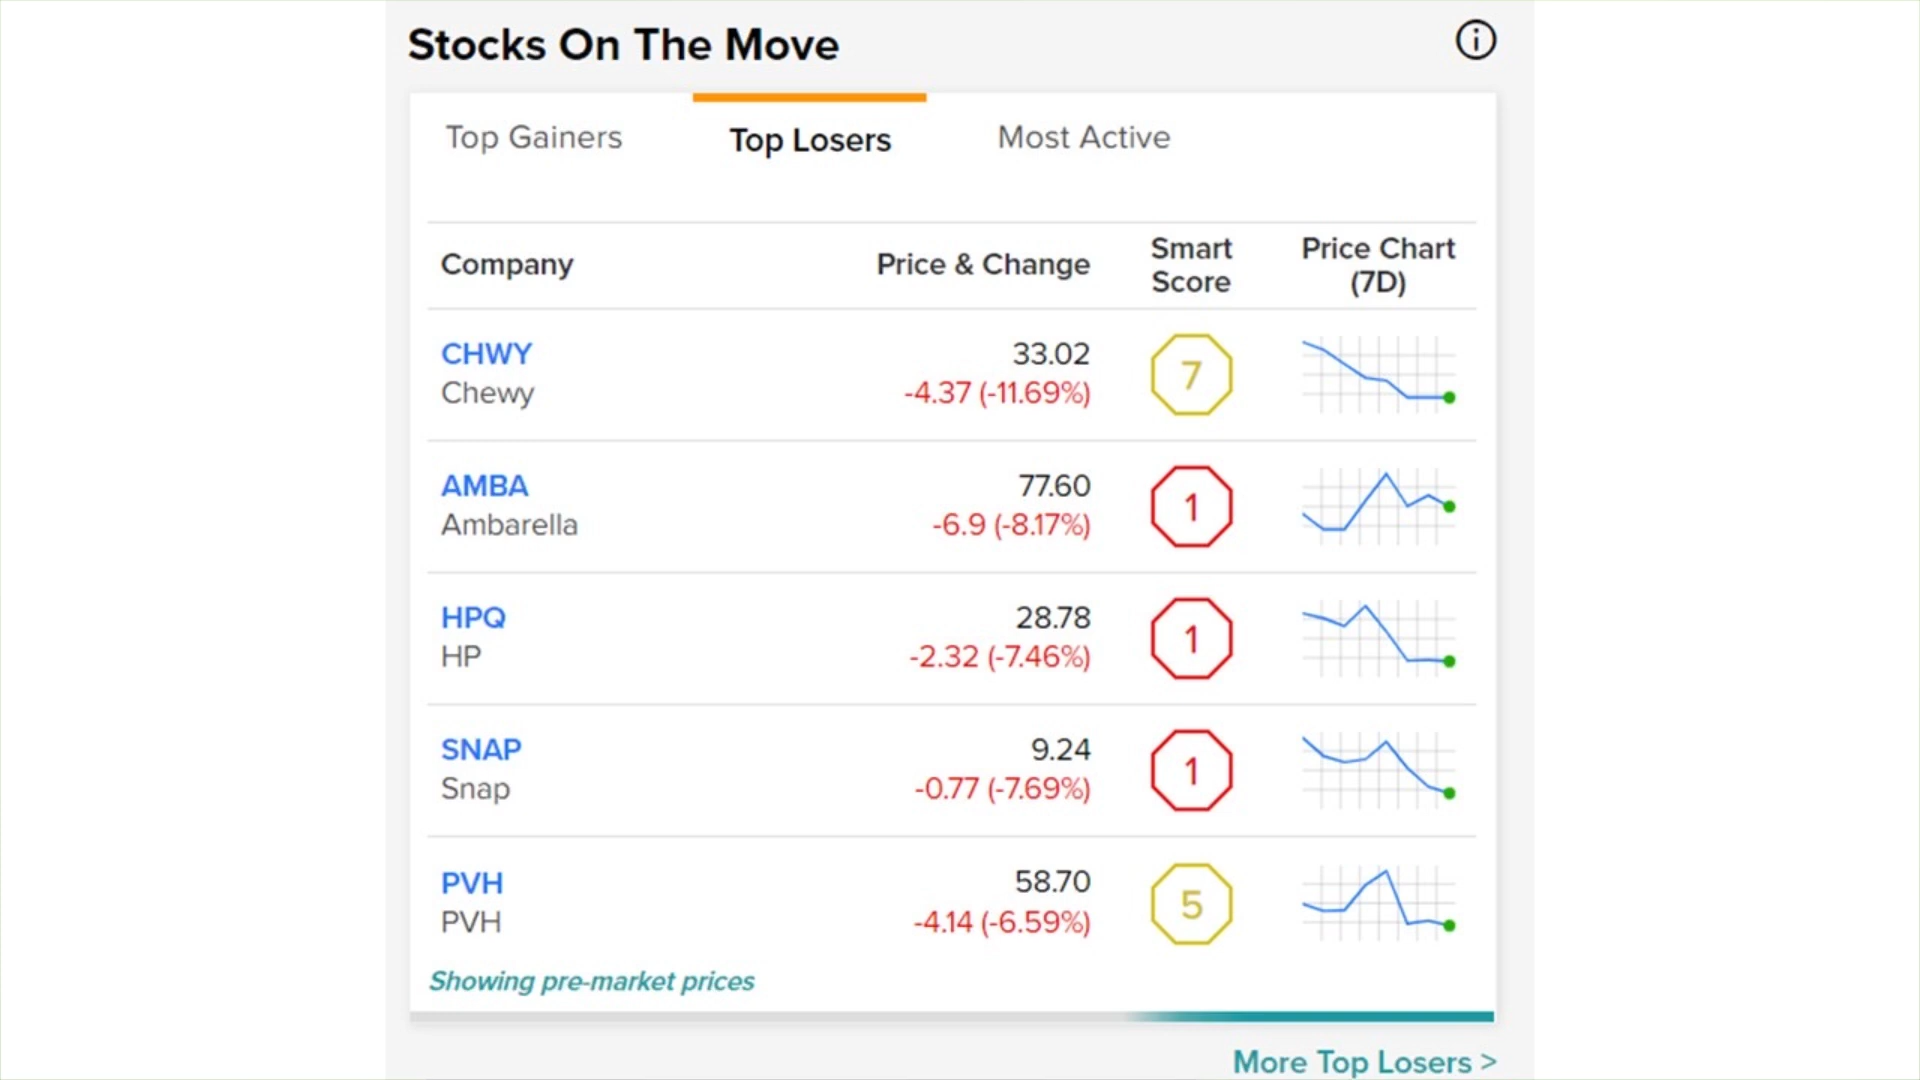 Stocks On The Move
Top Gainers Top Losers Most Active
Company Price & Change Smart Score Price Chart (7D)
CHWY 33.02 7
Chewy -4.37 (-11.69%)
AMBA 77.60 1
Ambarella -6.9 (-8.17%)
HPQ 28.78 1
HP -2.32 (-7.46%)
SNAP 9.24 1
Snap -0.77 (-7.69%)
PVH 58.70 5
PVH -4.14 (-6.59%)
Showing pre-market prices
More Top Losers >